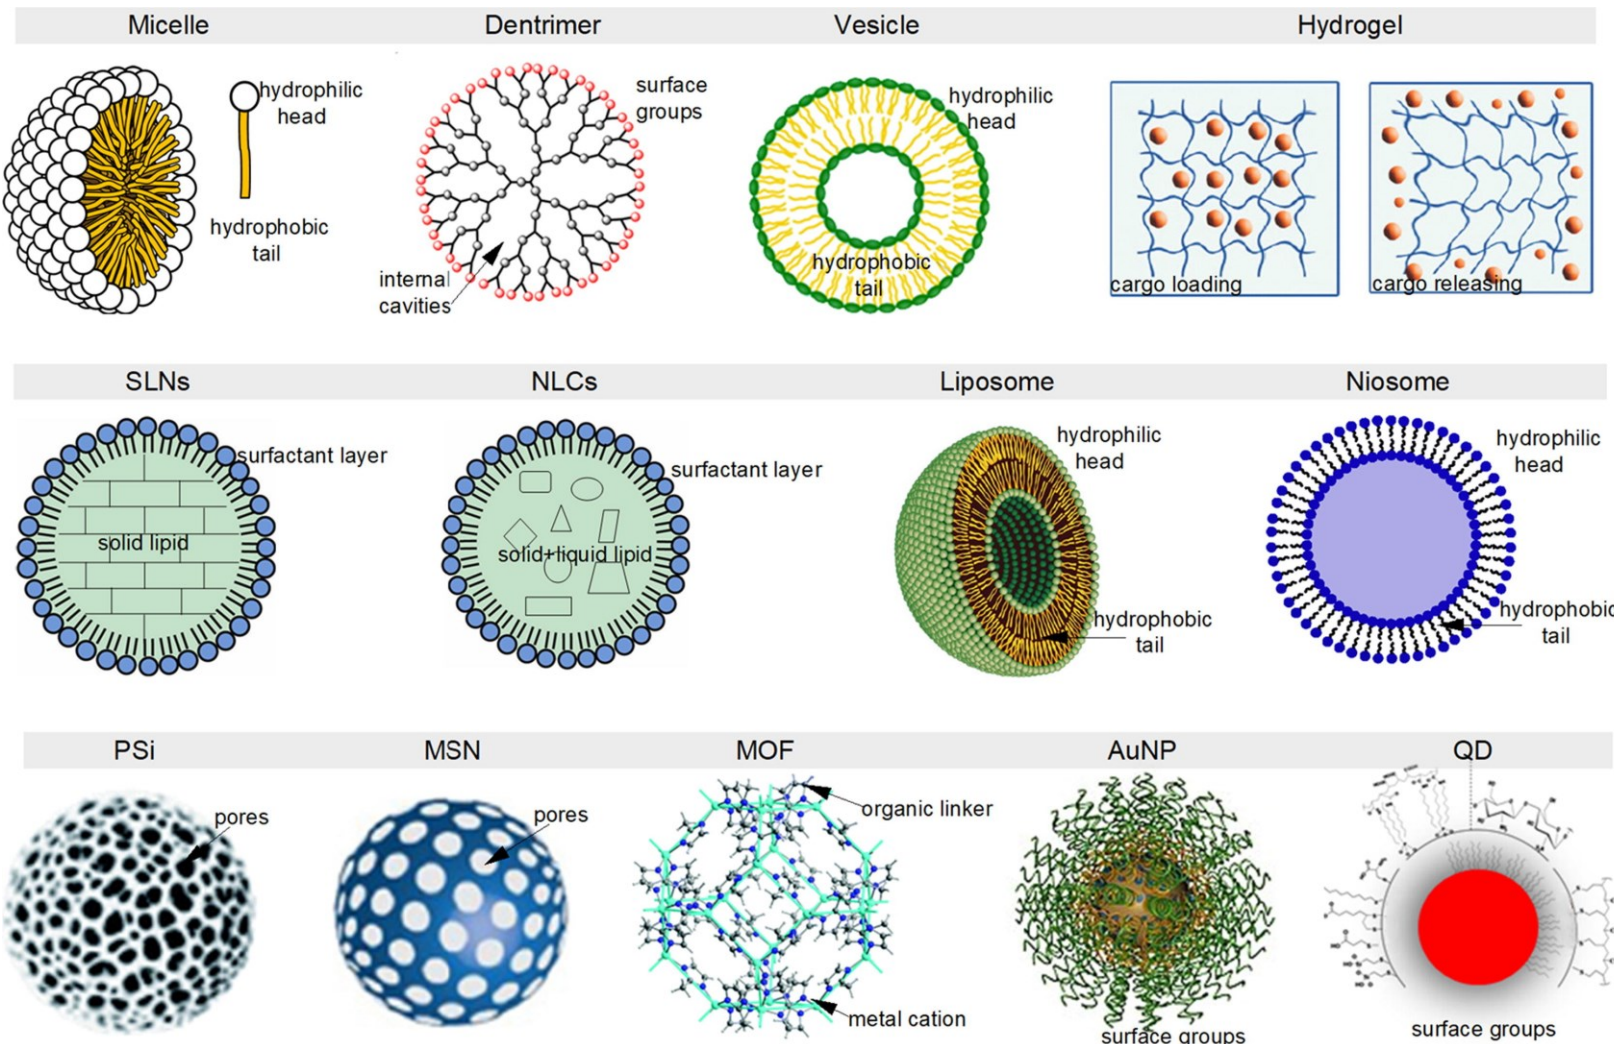 Micelle
Dentrimer
Vesicle
Hydrogel
hydrophilic
head
hydrophobic
tail
surface
groups
internal
cavities
hydrophilic
head
hydrophobic
tail
cargo loading
cargo releasing
SLNs
NLCs
Liposome
Niosome
surfactant layer
solid lipid
surfactant layer
solid+liquid lipid
hydrophilic
head
hydrophobic
tail
hydrophilic
head
hydrophobic
tail
PSi
MSN
MOF
AuNP
QD
pores
pores
organic linker
metal cation
surface groups
surface groups